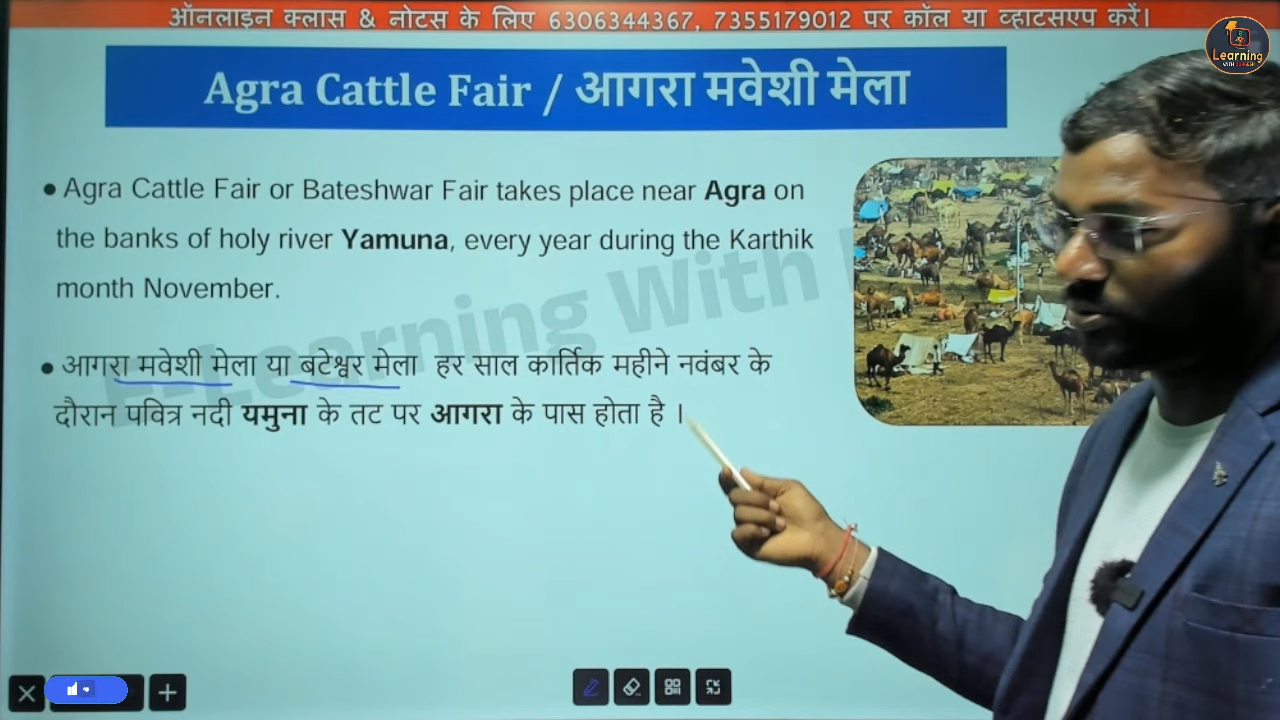 ऑनलाइन क्लास & नोटस के लिए 6306344367, 7355179012 पर कॉल या व्हाटसएप करें।
Learning
Agra Cattle Fair / आगरा मवेशी मेला
● Agra Cattle Fair or Bateshwar Fair takes place near Agra on
the banks of holy river Yamuna, every year during the Karthik
month November.
E-Learning With
● आगरा मवेशी मेला या बटेश्वर मेला हर साल कार्तिक महीने नवंबर के
दौरान पवित्र नदी यमुना के तट पर आगरा के पास होता है ।